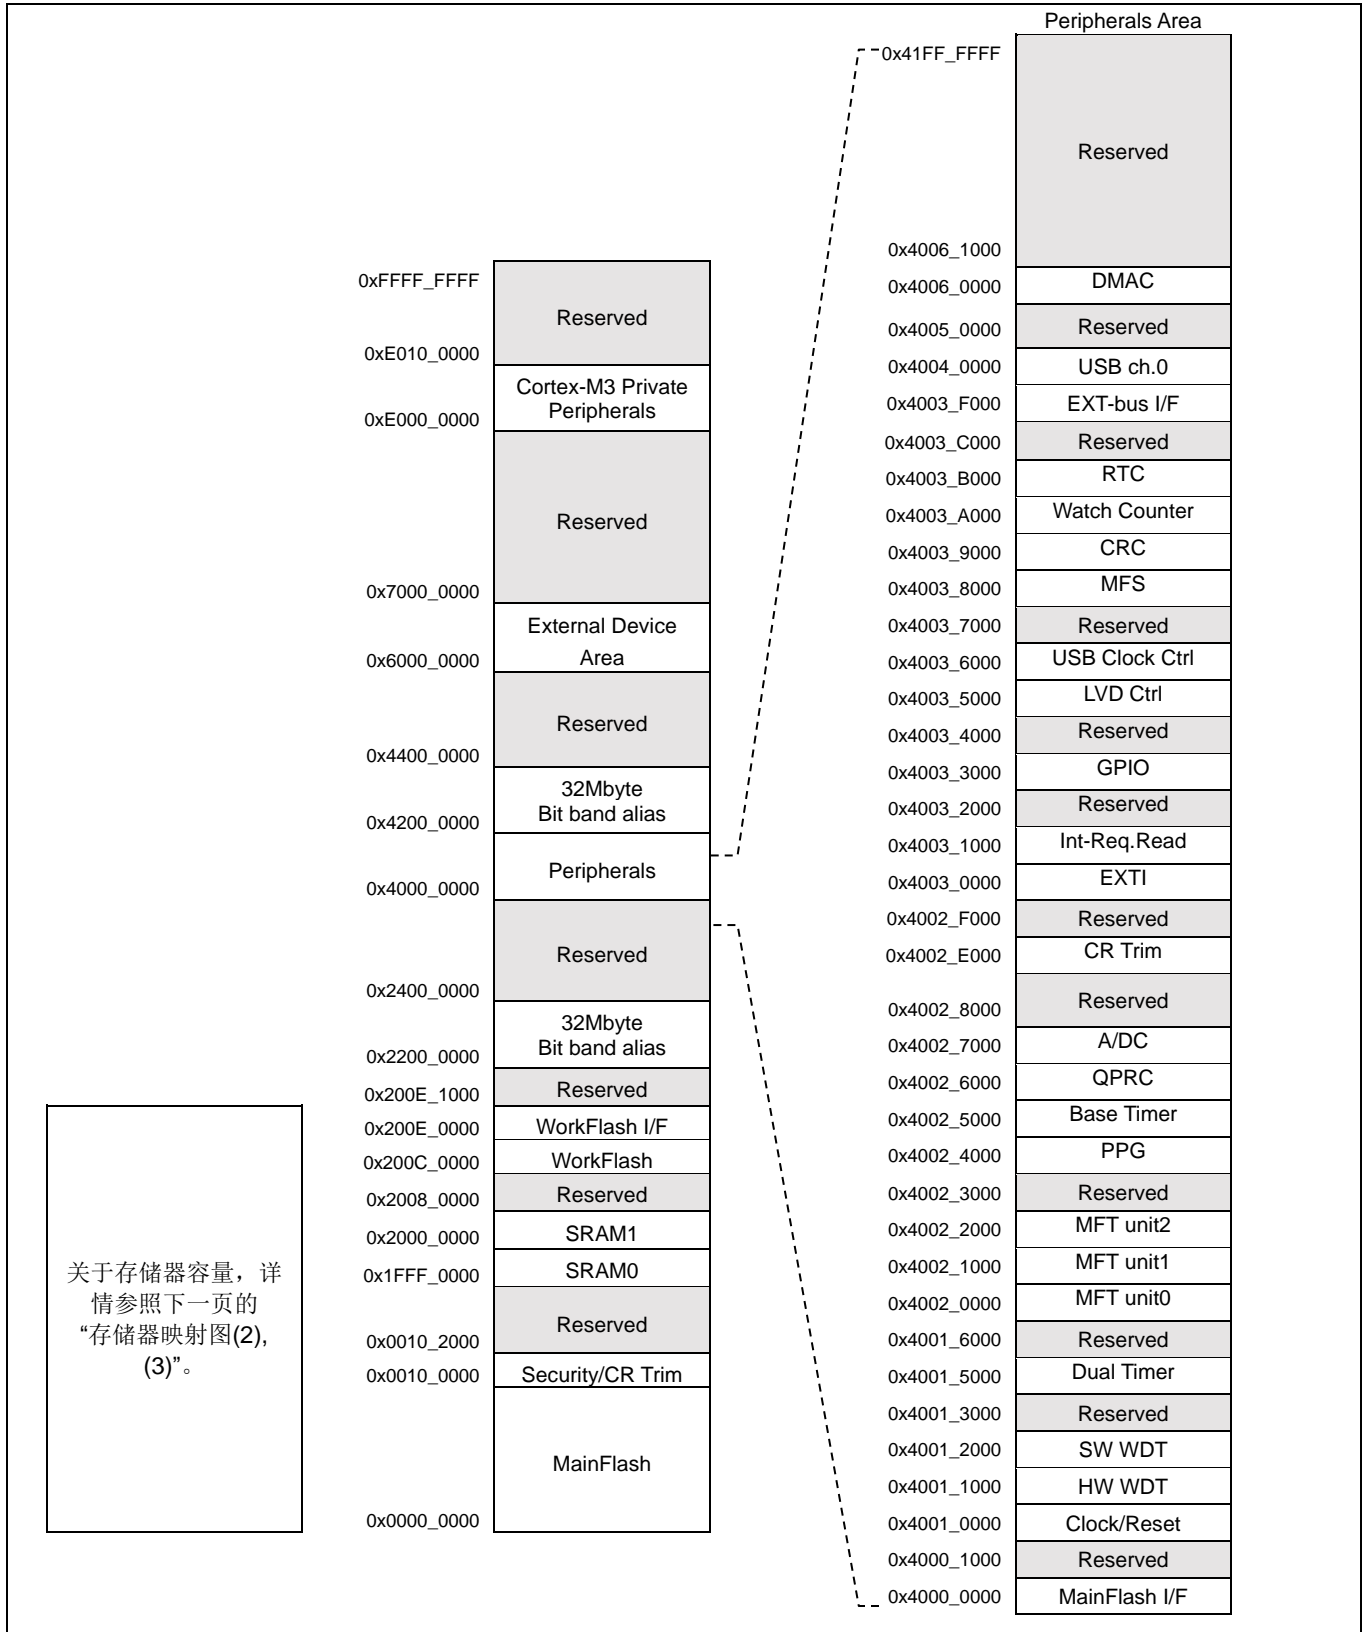 Peripherals Area
0x41FF_FFFF
Reserved
0x4006_1000
0x4006_0000 DMAC
0x4005_0000 Reserved
0x4004_0000 USB ch.0
0x4003_F000 EXT-bus I/F
0x4003_C000 Reserved
0x4003_B000 RTC
0x4003_A000 Watch Counter
0x4003_9000 CRC
0x4003_8000 MFS
0x4003_7000 Reserved
0x4003_6000 USB Clock Ctrl
0x4003_5000 LVD Ctrl
0x4003_4000 Reserved
0x4003_3000 GPIO
0x4003_2000 Reserved
0x4003_1000 Int-Req.Read
0x4003_0000 EXTI
0x4002_F000 Reserved
0x4002_E000 CR Trim
0x4002_8000 Reserved
0x4002_7000 A/DC
0x4002_6000 QPRC
0x4002_5000 Base Timer
0x4002_4000 PPG
0x4002_3000 Reserved
0x4002_2000 MFT unit2
0x4002_1000 MFT unit1
0x4002_0000 MFT unit0
0x4001_6000 Reserved
0x4001_5000 Dual Timer
0x4001_3000 Reserved
0x4001_2000 SW WDT
0x4001_1000 HW WDT
0x4001_0000 Clock/Reset
0x4000_1000 Reserved
0x4000_0000 MainFlash I/F
0xFFFF_FFFF
Reserved
0xE010_0000
Cortex-M3 Private
Peripherals
0xE000_0000
Reserved
0x7000_0000
External Device
0x6000_0000 Area
Reserved
0x4400_0000
32Mbyte
Bit band alias
0x4200_0000
Peripherals
0x4000_0000
Reserved
0x2400_0000
32Mbyte
Bit band alias
0x2200_0000
0x200E_1000 Reserved
0x200E_0000 WorkFlash I/F
0x200C_0000 WorkFlash
0x2008_0000 Reserved
0x2000_0000 SRAM1
0x1FFF_0000 SRAM0
Reserved
0x0010_2000
0x0010_0000 Security/CR Trim
MainFlash
0x0000_0000
关于存储器容量，详
情参照下一页的
“存储器映射图(2),
(3)”。